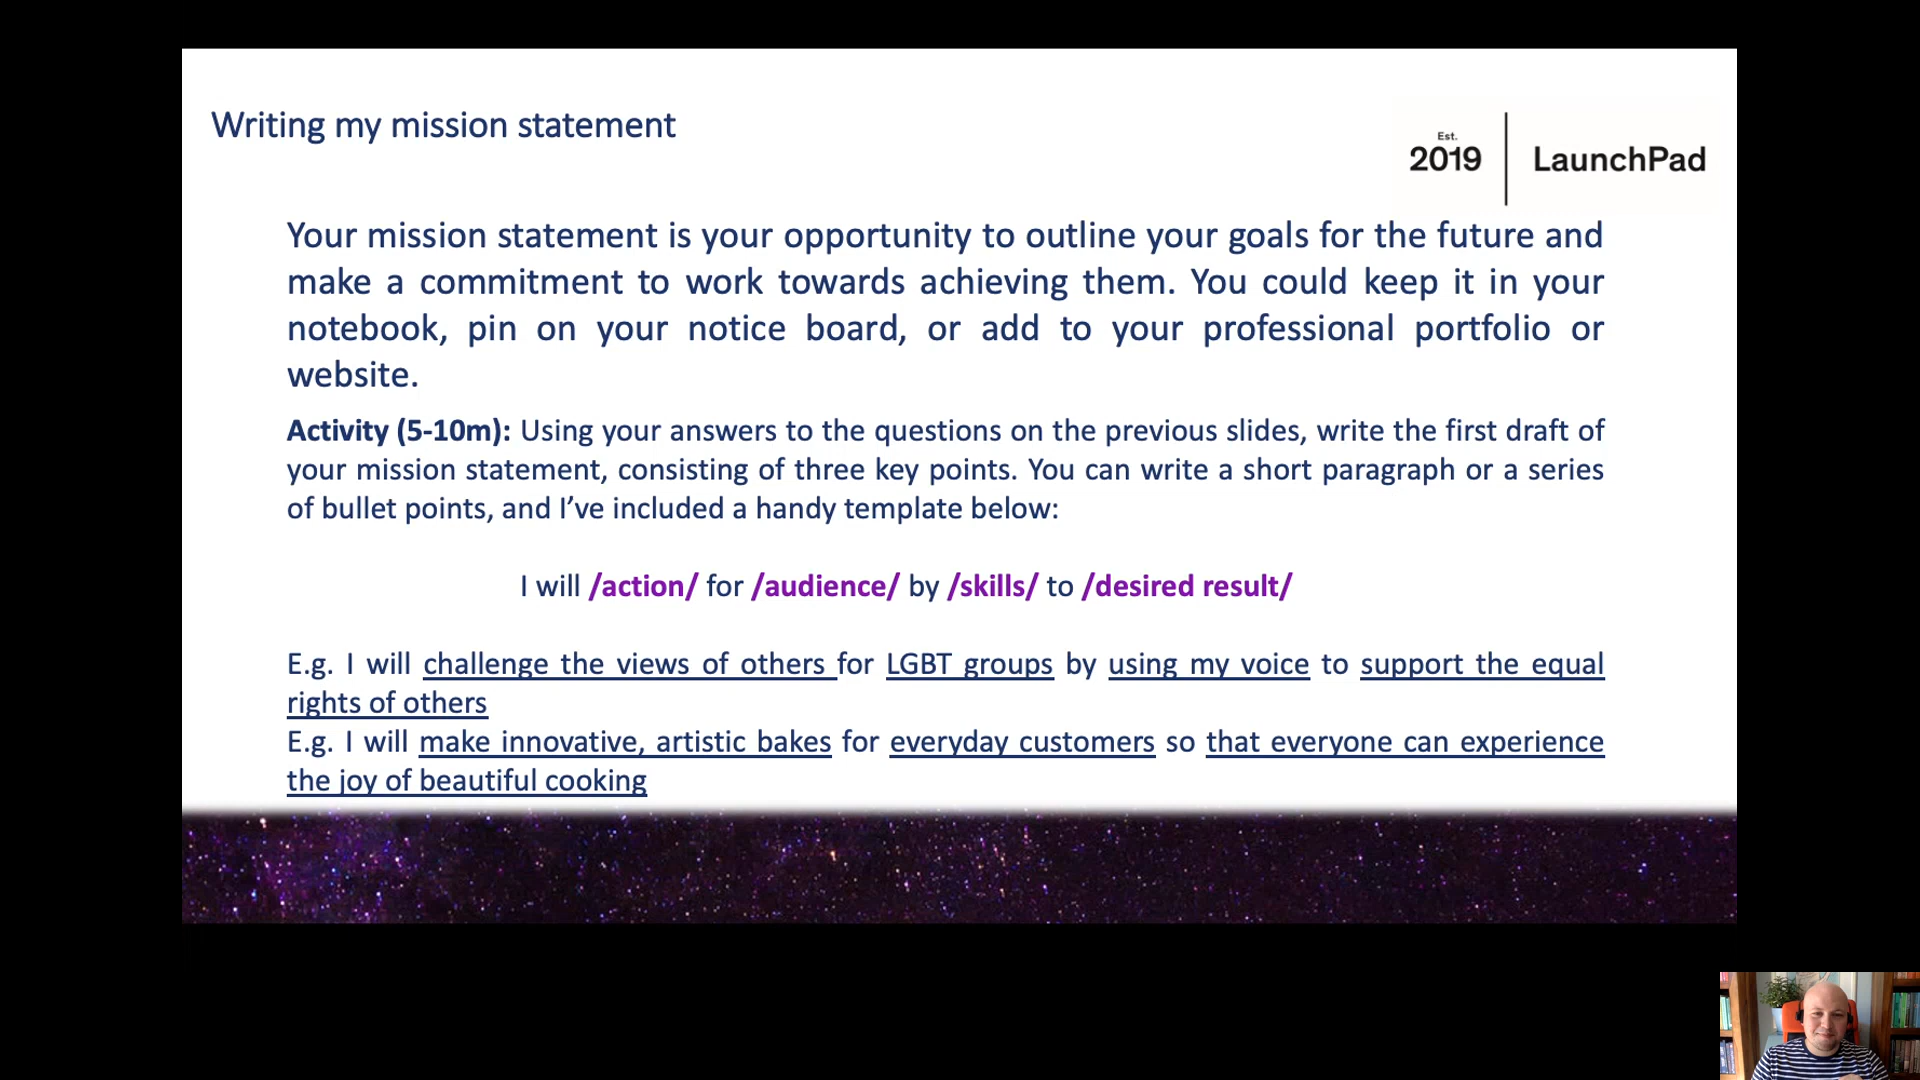 Writing my mission statement
Est.
2019
LaunchPad
Your mission statement is your opportunity to outline your goals for the future and
make a commitment to work towards achieving them. You could keep it in your
notebook, pin on your notice board, or add to your professional portfolio or
website.
Activity (5-10m): Using your answers to the questions on the previous slides, write the first draft of
your mission statement, consisting of three key points. You can write a short paragraph or a series
of bullet points, and I’ve included a handy template below:
I will /action/ for /audience/ by /skills/ to /desired result/
E.g. I will challenge the views of others for LGBT groups by using my voice to support the equal
rights of others
E.g. I will make innovative, artistic bakes for everyday customers so that everyone can experience
the joy of beautiful cooking